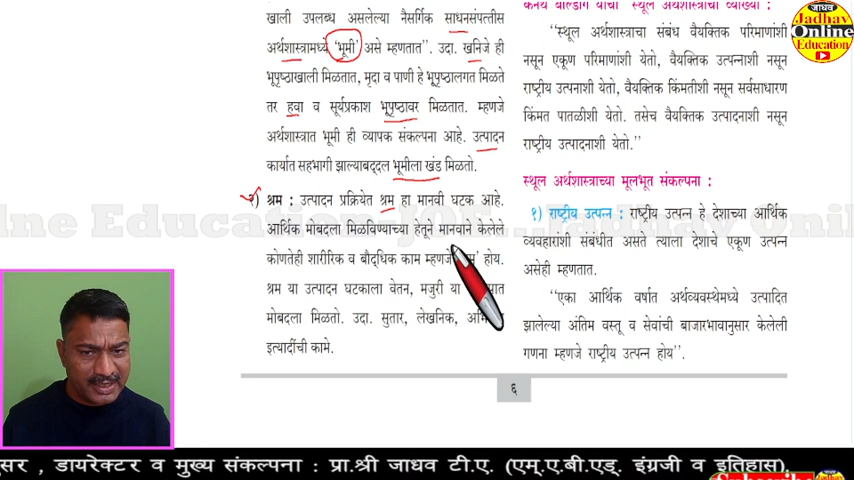 खाली उपलब्ध असलेल्या नैसर्गिक साधनसंपत्तीस
अर्थशास्त्रामध्ये 'भूमी' असे म्हणतात”. उदा. खनिजे ही
भूपृष्ठाखाली मिळतात, मृदा व पाणी हे भूपृष्ठालगत मिळते
तर हवा व सूर्यप्रकाश भूपृष्ठावर मिळतात. म्हणजे
अर्थशास्त्रात भूमी ही व्यापक संकल्पना आहे. उत्पादन
कार्यात सहभागी झाल्याबद्दल भूमीला खंड मिळतो.
श्रम : उत्पादन प्रक्रियेत श्रम हा मानवी घटक आहे.
आर्थिक मोबदला मिळविण्याच्या हेतूने मानवाने केलेले
कोणतेही शारीरिक व बौद्धिक काम म्हणजे होय.
श्रम या उत्पादन घटकाला वेतन, मजुरी या
मोबदला मिळतो. उदा. सुतार, लेखनिक,
इत्यादींची कामे.
स्थूल अर्थशास्त्राची व्याख्या :
“स्थूल अर्थशास्त्राचा संबंध वैयक्तिक परिमाणांशी
नसून एकूण परिमाणांशी येतो, वैयक्तिक उत्पन्नाशी नसून
राष्ट्रीय उत्पनाशी येतो, वैयक्तिक किंमतीशी नसून सर्वसाधारण
किंमत पातळीशी येतो. तसेच वैयक्तिक उत्पादनाशी नसून
राष्ट्रीय उत्पादनाशी येतो.”
स्थूल अर्थशास्त्राच्या मूलभूत संकल्पना :
१) राष्ट्रीय उत्पन्न : राष्ट्रीय उत्पन्न हे देशाच्या आर्थिक
व्यवहारांशी संबंधीत असते त्याला देशाचे एकूण उत्पन्न
असेही म्हणतात.
“एका आर्थिक वर्षात अर्थव्यवस्थेमध्ये उत्पादित
झालेल्या अंतिम वस्तू व सेवांची बाजारभावानुसार केलेली
गणना म्हणजे राष्ट्रीय उत्पन्न होय”.
६
जाधव
Jadhav
Online
Education
Online Education Jadhav
सर , डायरेक्टर व मुख्य संकल्पना : प्रा.श्री जाधव टी.ए. (एम्.ए.बी.एड्. इंग्रजी व इतिहास)